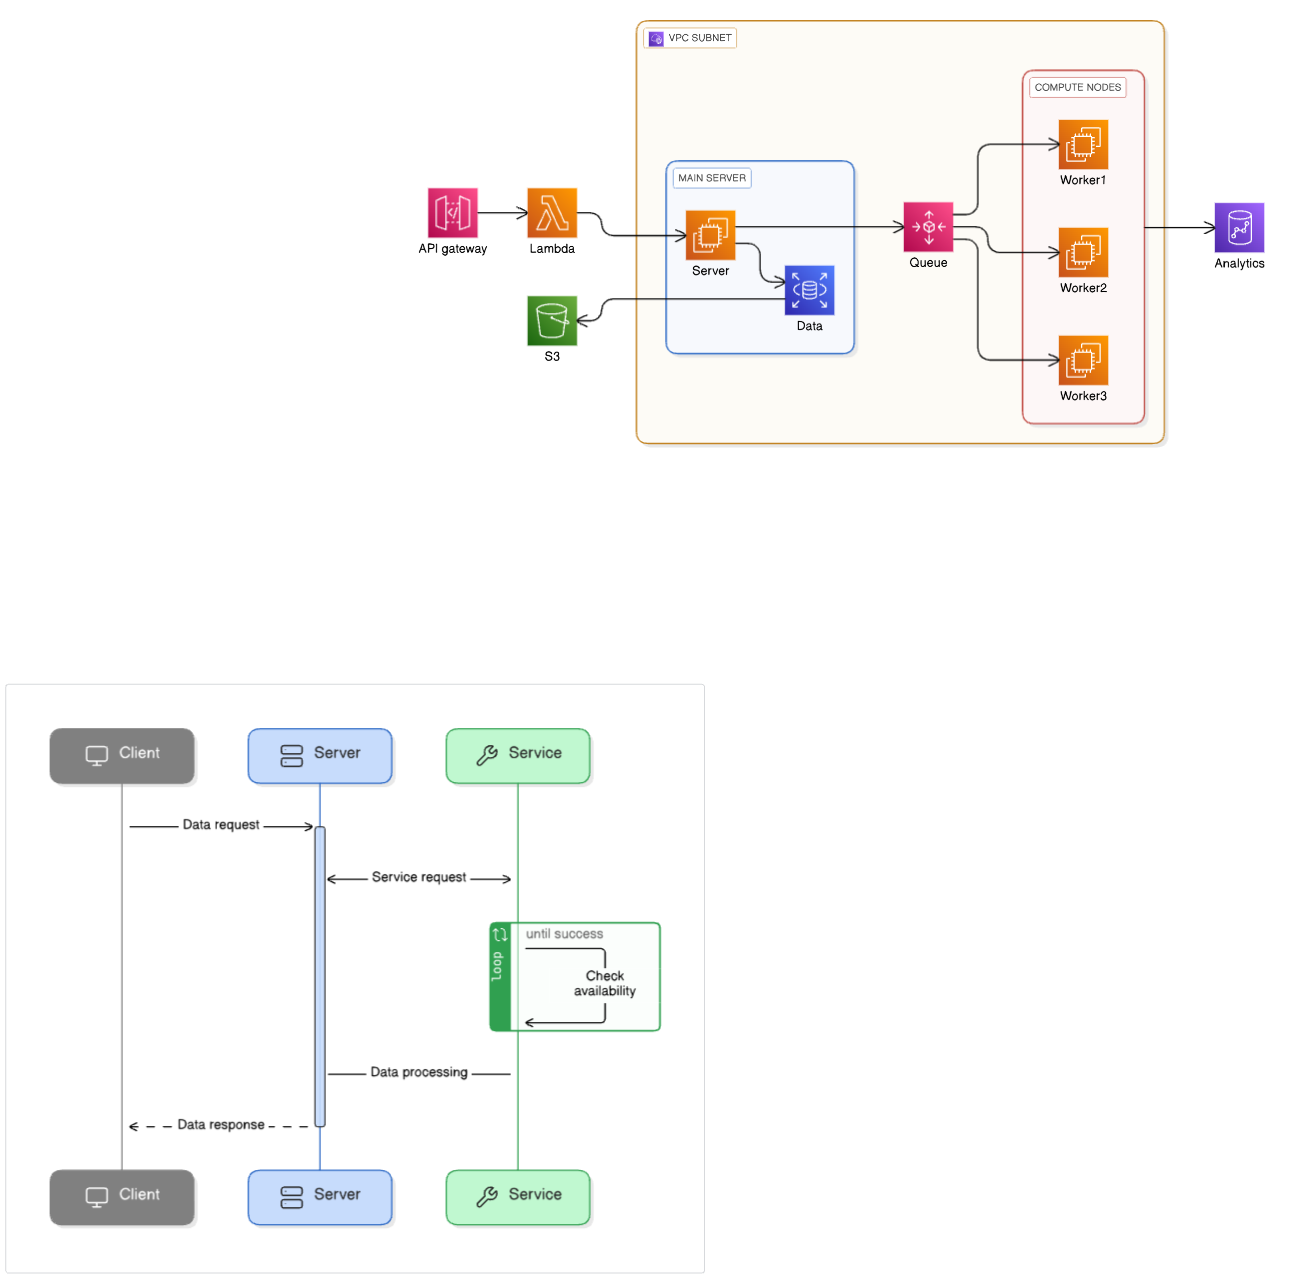 VPC SUBNET
COMPUTE NODES
Worker1
MAIN SERVER
API gateway
Lambda
Server
Queue
Analytics
Worker2
Data
S3
Worker3
Client
Server
Service
Data request
Service request
loop
until success
Check
availability
Data processing
Data response
Client
Server
Service